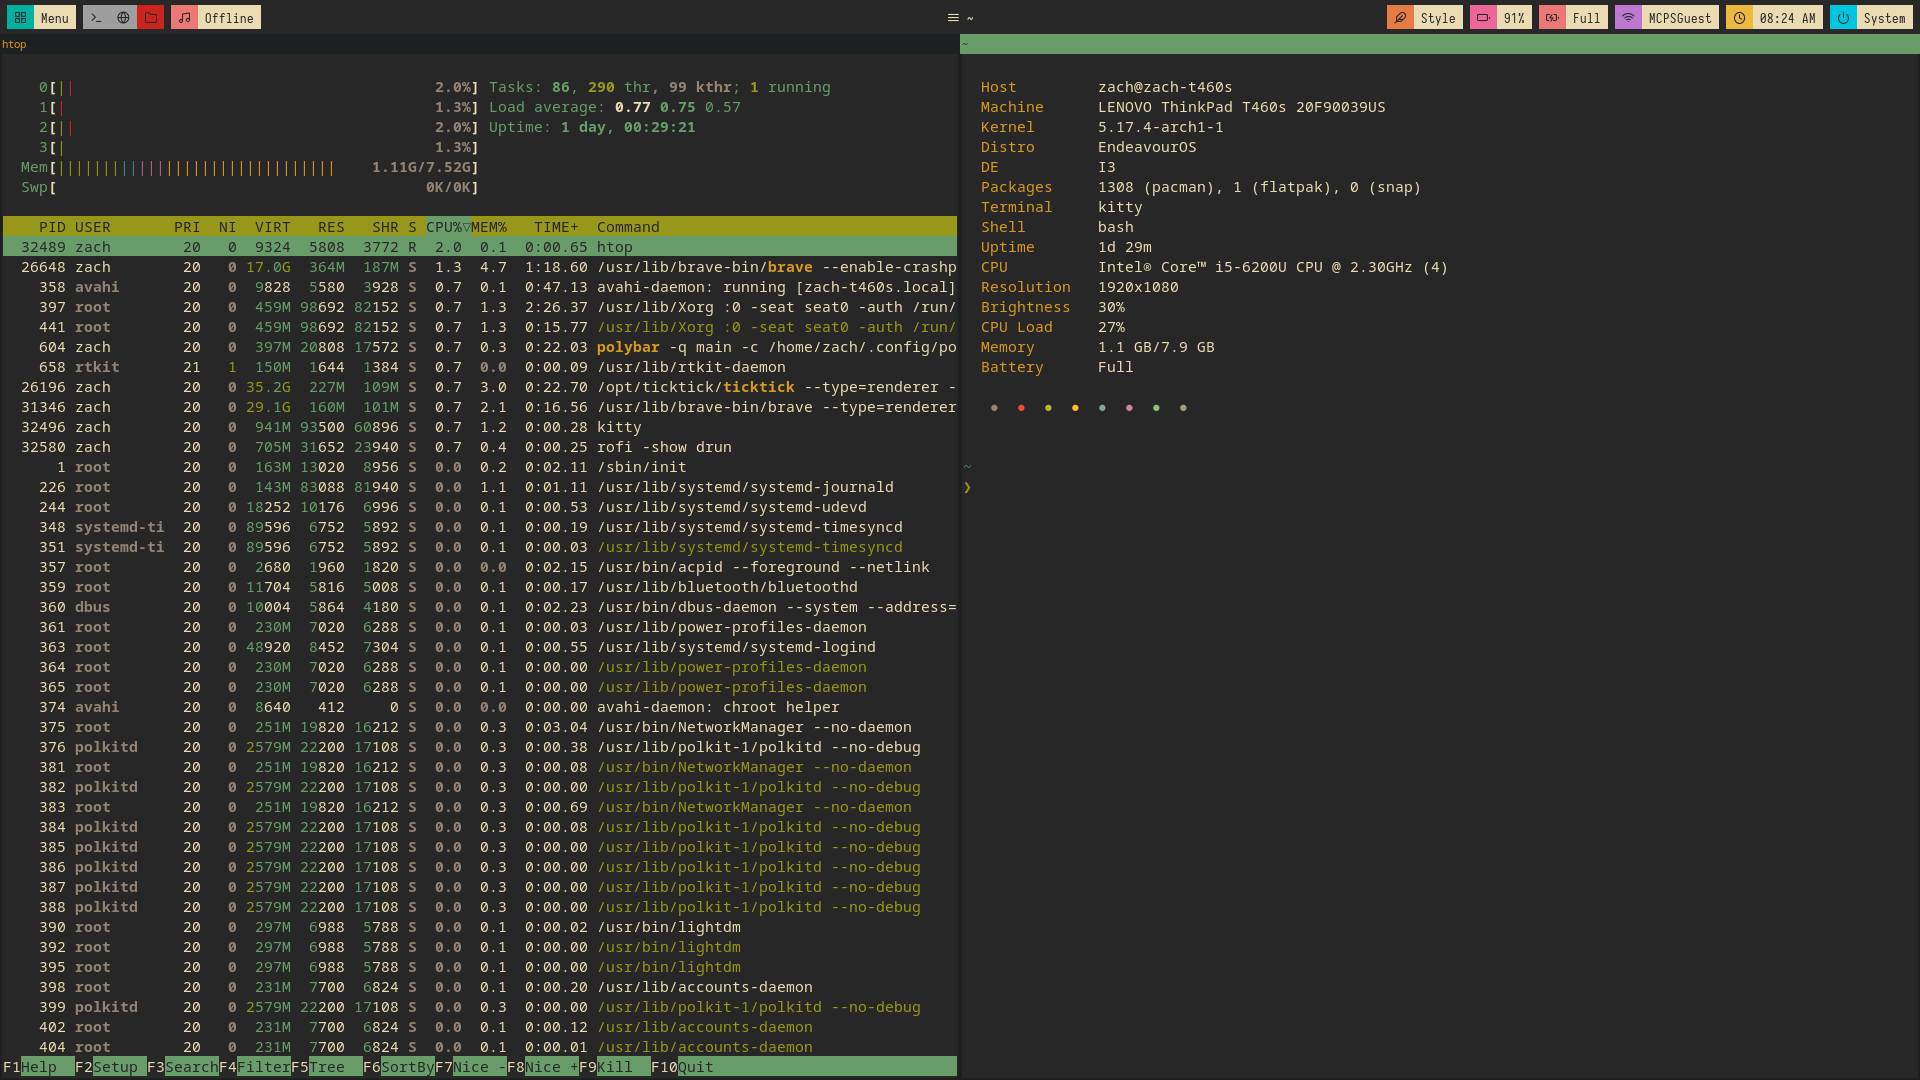 Menu
Offline
~
Style
91%
Full
MCPSGuest
08:24 AM
System
htop
0[|| 2.0%] Tasks: 86, 290 thr, 99 kthr; 1 running
1[| 1.3%] Load average: 0.77 0.75 0.57
2[|| 2.0%] Uptime: 1 day, 00:29:21
3[| 1.3%]
Mem[||||||||||||||||||||||||||||||| 1.11G/7.52G]
Swp[ 0K/0K]
PID USER PRI NI VIRT RES SHR S CPU%▽MEM% TIME+ Command
32489 zach 20 0 9324 5808 3772 R 2.0 0.1 0:00.65 htop
26648 zach 20 0 17.0G 364M 187M S 1.3 4.7 1:18.60 /usr/lib/brave-bin/brave --enable-crashp
358 avahi 20 0 9828 5580 3928 S 0.7 0.1 0:47.13 avahi-daemon: running [zach-t460s.local]
397 root 20 0 459M 98692 82152 S 0.7 1.3 2:26.37 /usr/lib/Xorg :0 -seat seat0 -auth /run/
441 root 20 0 459M 98692 82152 S 0.7 1.3 0:15.77 /usr/lib/Xorg :0 -seat seat0 -auth /run/
604 zach 20 0 397M 20808 17572 S 0.7 0.3 0:22.03 polybar -q main -c /home/zach/.config/po
658 rtkit 21 1 150M 1644 1384 S 0.7 0.0 0:00.09 /usr/lib/rtkit-daemon
26196 zach 20 0 35.2G 227M 109M S 0.7 3.0 0:22.70 /opt/ticktick/ticktick --type=renderer -
31346 zach 20 0 29.1G 160M 101M S 0.7 2.1 0:16.56 /usr/lib/brave-bin/brave --type=renderer
32496 zach 20 0 941M 93500 60896 S 0.7 1.2 0:00.28 kitty
32580 zach 20 0 705M 31652 23940 S 0.7 0.4 0:00.25 rofi -show drun
1 root 20 0 163M 13020 8956 S 0.0 0.2 0:02.11 /sbin/init
226 root 20 0 143M 83088 81940 S 0.0 1.1 0:01.11 /usr/lib/systemd/systemd-journald
244 root 20 0 18252 10176 6996 S 0.0 0.1 0:00.53 /usr/lib/systemd/systemd-udevd
348 systemd-ti 20 0 89596 6752 5892 S 0.0 0.1 0:00.19 /usr/lib/systemd/systemd-timesyncd
351 systemd-ti 20 0 89596 6752 5892 S 0.0 0.1 0:00.03 /usr/lib/systemd/systemd-timesyncd
357 root 20 0 2680 1960 1820 S 0.0 0.0 0:02.15 /usr/bin/acpid --foreground --netlink
359 root 20 0 11704 5816 5008 S 0.0 0.1 0:00.17 /usr/lib/bluetooth/bluetoothd
360 dbus 20 0 10004 5864 4180 S 0.0 0.1 0:02.23 /usr/bin/dbus-daemon --system --address=
361 root 20 0 230M 7020 6288 S 0.0 0.1 0:00.03 /usr/lib/power-profiles-daemon
363 root 20 0 48920 8452 7304 S 0.0 0.1 0:00.55 /usr/lib/systemd/systemd-logind
364 root 20 0 230M 7020 6288 S 0.0 0.1 0:00.00 /usr/lib/power-profiles-daemon
365 root 20 0 230M 7020 6288 S 0.0 0.1 0:00.00 /usr/lib/power-profiles-daemon
374 avahi 20 0 8640 412 0 S 0.0 0.0 0:00.00 avahi-daemon: chroot helper
375 root 20 0 251M 19820 16212 S 0.0 0.3 0:03.04 /usr/bin/NetworkManager --no-daemon
376 polkitd 20 0 2579M 22200 17108 S 0.0 0.3 0:00.38 /usr/lib/polkit-1/polkitd --no-debug
381 root 20 0 251M 19820 16212 S 0.0 0.3 0:00.08 /usr/bin/NetworkManager --no-daemon
382 polkitd 20 0 2579M 22200 17108 S 0.0 0.3 0:00.00 /usr/lib/polkit-1/polkitd --no-debug
383 root 20 0 251M 19820 16212 S 0.0 0.3 0:00.69 /usr/bin/NetworkManager --no-daemon
384 polkitd 20 0 2579M 22200 17108 S 0.0 0.3 0:00.08 /usr/lib/polkit-1/polkitd --no-debug
385 polkitd 20 0 2579M 22200 17108 S 0.0 0.3 0:00.00 /usr/lib/polkit-1/polkitd --no-debug
386 polkitd 20 0 2579M 22200 17108 S 0.0 0.3 0:00.00 /usr/lib/polkit-1/polkitd --no-debug
387 polkitd 20 0 2579M 22200 17108 S 0.0 0.3 0:00.00 /usr/lib/polkit-1/polkitd --no-debug
388 polkitd 20 0 2579M 22200 17108 S 0.0 0.3 0:00.00 /usr/lib/polkit-1/polkitd --no-debug
390 root 20 0 297M 6988 5788 S 0.0 0.1 0:00.02 /usr/bin/lightdm
392 root 20 0 297M 6988 5788 S 0.0 0.1 0:00.00 /usr/bin/lightdm
395 root 20 0 297M 6988 5788 S 0.0 0.1 0:00.00 /usr/bin/lightdm
398 root 20 0 231M 7700 6824 S 0.0 0.1 0:00.20 /usr/lib/accounts-daemon
399 polkitd 20 0 2579M 22200 17108 S 0.0 0.3 0:00.00 /usr/lib/polkit-1/polkitd --no-debug
402 root 20 0 231M 7700 6824 S 0.0 0.1 0:00.12 /usr/lib/accounts-daemon
404 root 20 0 231M 7700 6824 S 0.0 0.1 0:00.01 /usr/lib/accounts-daemon
F1Help F2Setup F3SearchF4FilterF5Tree F6SortByF7Nice -F8Nice +F9Kill F10Quit
~
Host zach@zach-t460s
Machine LENOVO ThinkPad T460s 20F90039US
Kernel 5.17.4-arch1-1
Distro EndeavourOS
DE I3
Packages 1308 (pacman), 1 (flatpak), 0 (snap)
Terminal kitty
Shell bash
Uptime 1d 29m
CPU Intel® Core™ i5-6200U CPU @ 2.30GHz (4)
Resolution 1920x1080
Brightness 30%
CPU Load 27%
Memory 1.1 GB/7.9 GB
Battery Full
~
❯